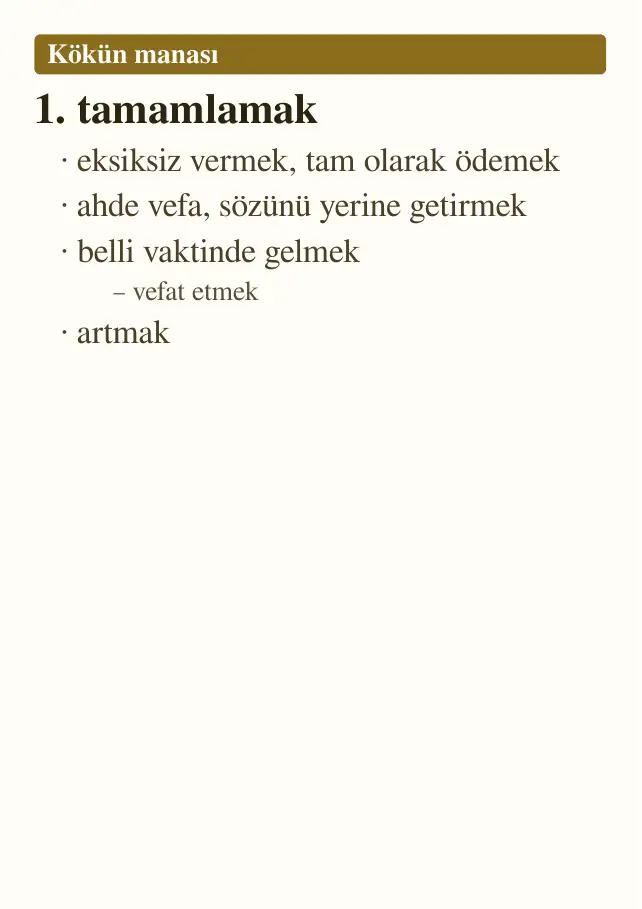 Kökün manası
1. tamamlamak
· eksiksiz vermek, tam olarak ödemek
· ahde vefa, sözünü yerine getirmek
· belli vaktinde gelmek
– vefat etmek
· artmak